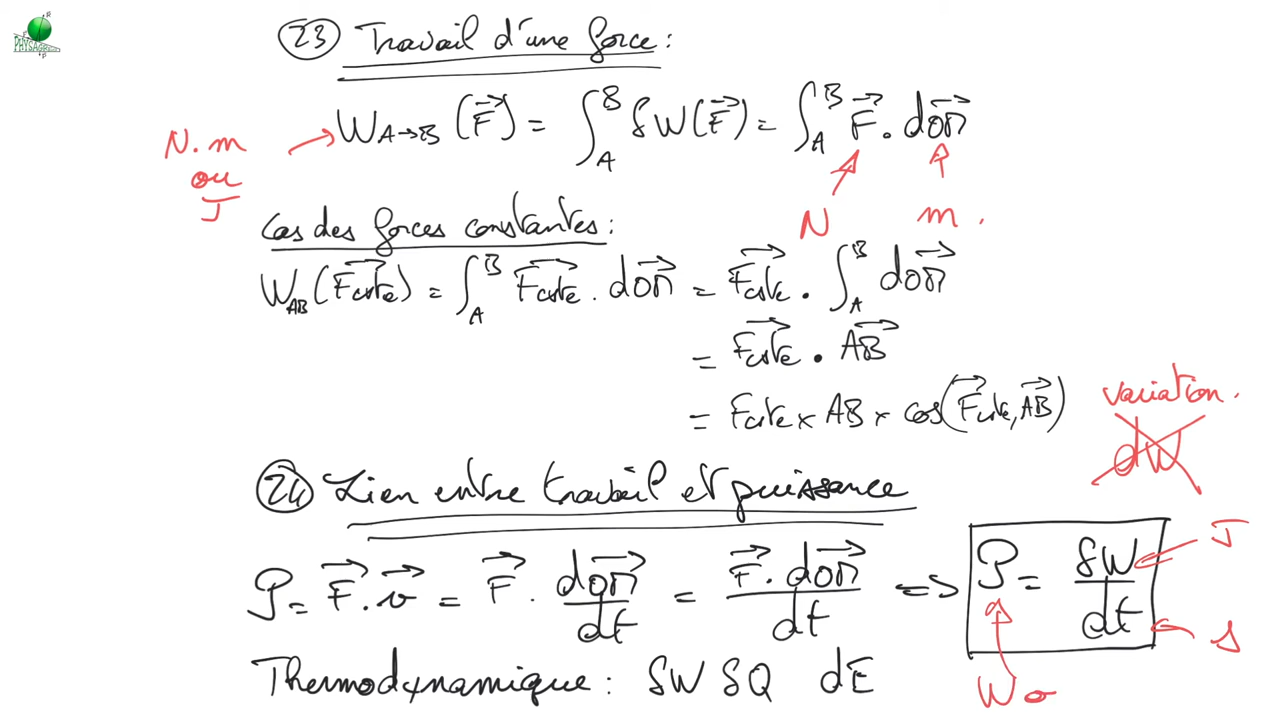 PHYSAGREG
23 Travail d'une force :
W A→B (F⃗) = ∫_A^B δW(F⃗) = ∫_A^B F⃗ . dOM⃗
N.m
ou
J
N m.
Cas des forces constantes :
W_AB (Fcste⃗) = ∫_A^B Fcste⃗ . dOM⃗ = Fcste⃗ . ∫_A^B dOM⃗
= Fcste⃗ . AB⃗
= Fcste × AB × cos(Fcste⃗, AB⃗)
variation.
dW
24 Lien entre travail et puissance
P = F⃗ . v⃗ = F⃗ . dOM⃗/dt = F⃗ . dOM⃗/dt ⟺ P = δW/dt
J
s
Thermodynamique : δW δQ dE
W